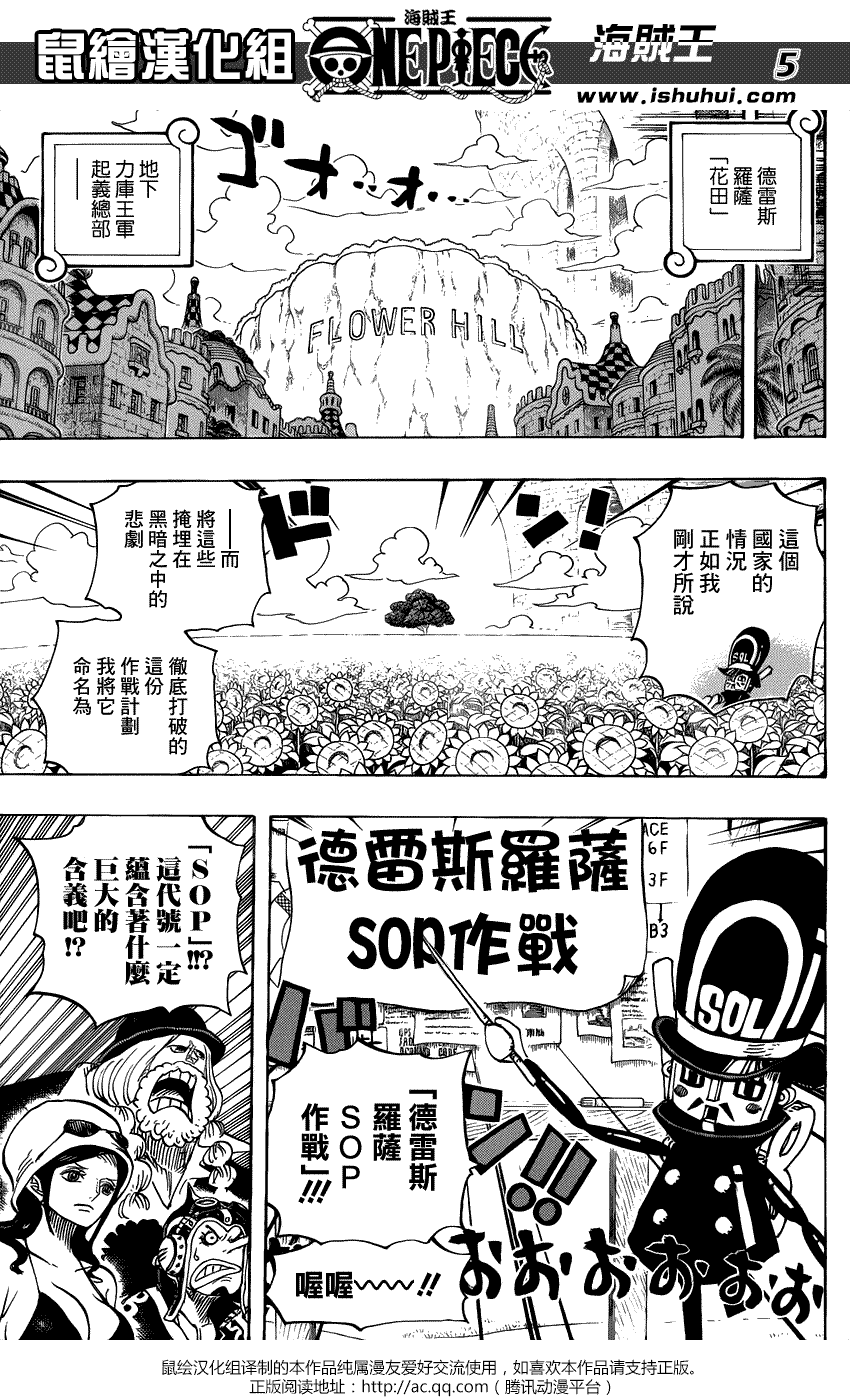 鼠繪漢化組
海賊王
ONE PIECE
海賊王
5
www.ishuhui.com
德雷斯
羅薩
「花田」
地下
力庫王軍
起義總部
——
ゴオ…オ…
FLOWER HILL
這個
國家的
情況
正如我
剛才所說
SOL
ドン!
——而
將這些
掩埋在
黑暗之中的
悲劇
徹底打破的
這份
作戰計劃
我將它
命名為
德雷斯羅薩
SOP作戰
ACE
6F
3F
B3
SOL
「德雷斯
羅薩
SOP
作戰」!!!
喔喔~~~!!
おおおおおお
「SOP」!!?
這代號一定
蘊含著什麼
巨大的
含義吧!?
鼠绘汉化组译制的本作品纯属漫友爱好交流使用，如喜欢本作品请支持正版。
正版阅读地址：http://ac.qq.com（腾讯动漫平台）